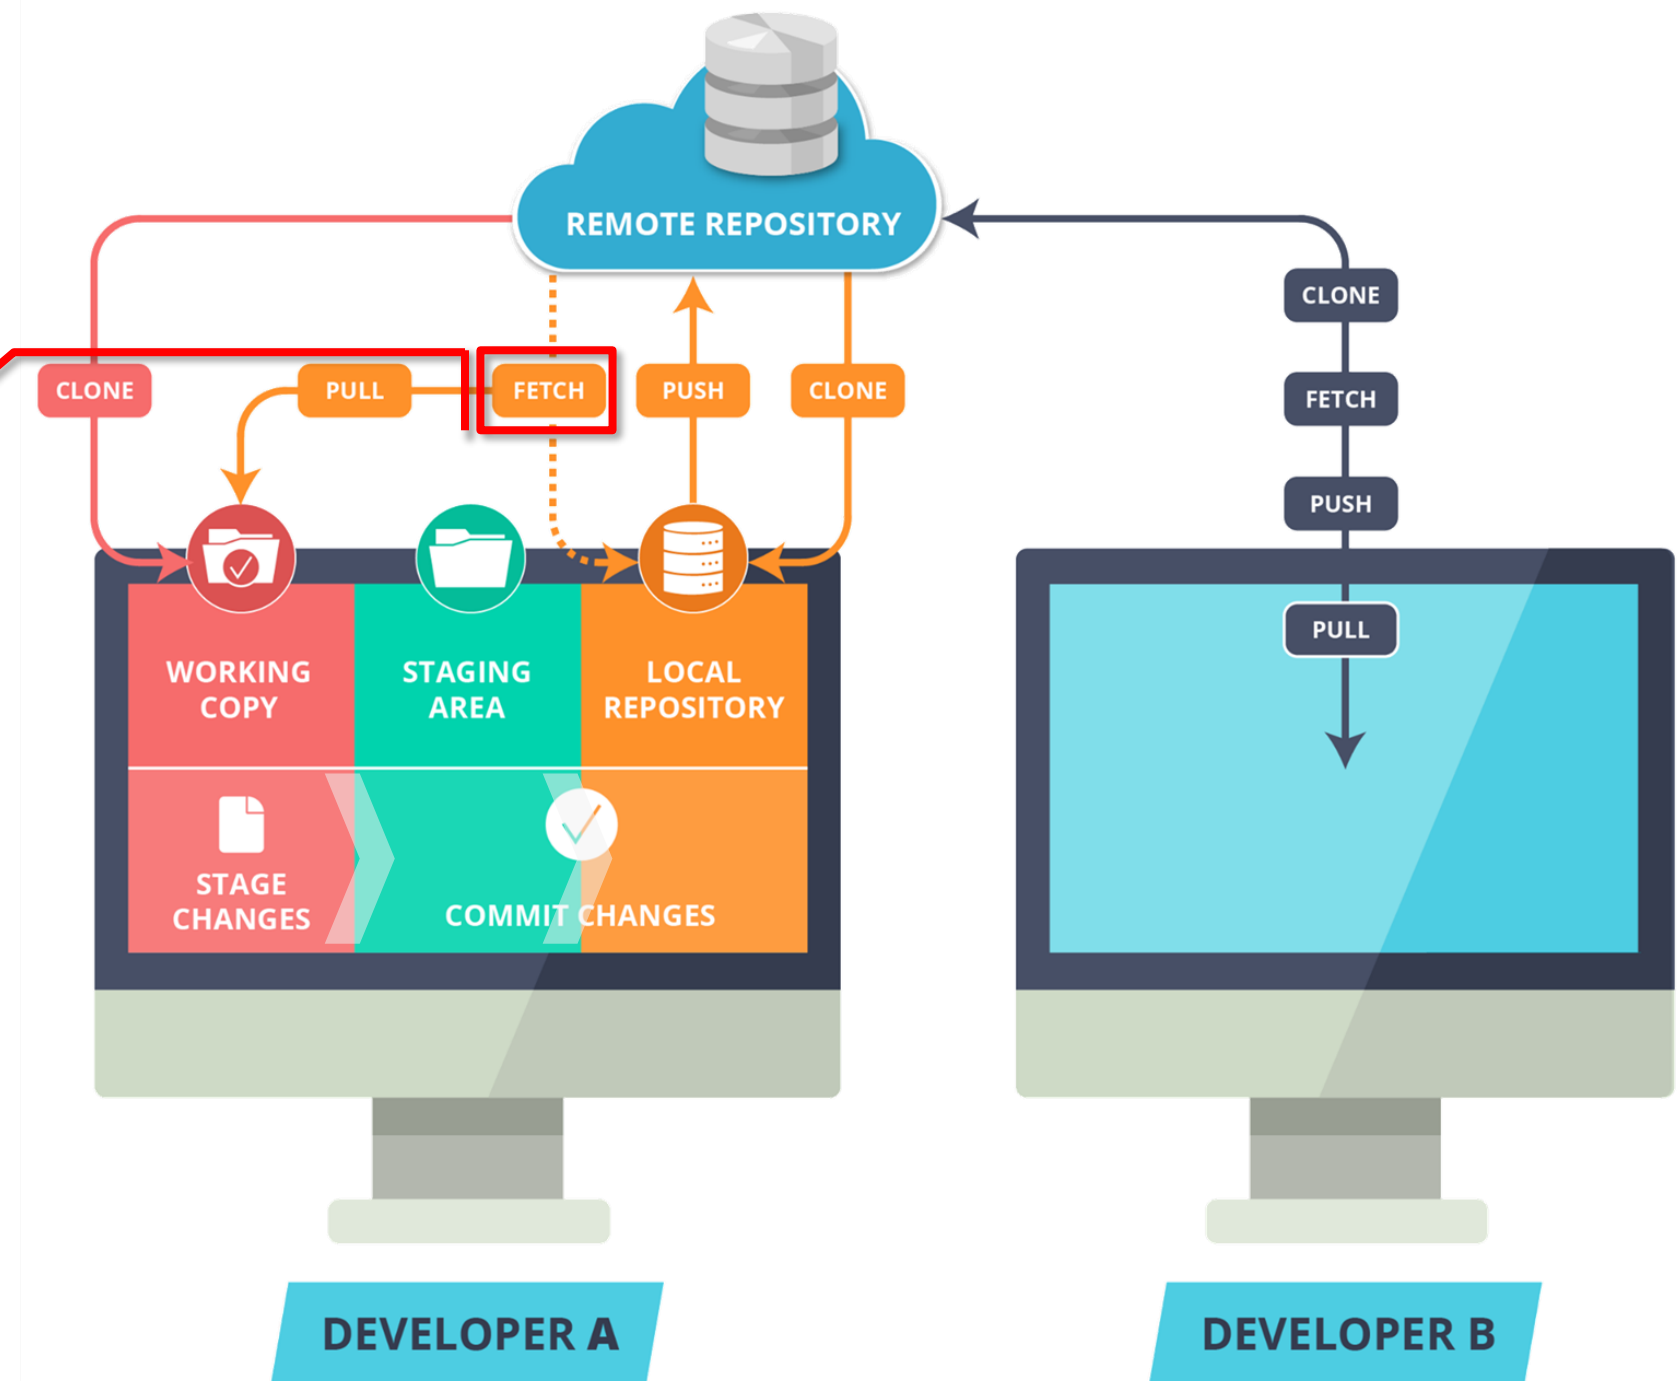 REMOTE REPOSITORY
CLONE
PULL
FETCH
PUSH
CLONE
WORKING
COPY
STAGING
AREA
LOCAL
REPOSITORY
STAGE
CHANGES
COMMIT CHANGES
DEVELOPER A
CLONE
FETCH
PUSH
PULL
DEVELOPER B